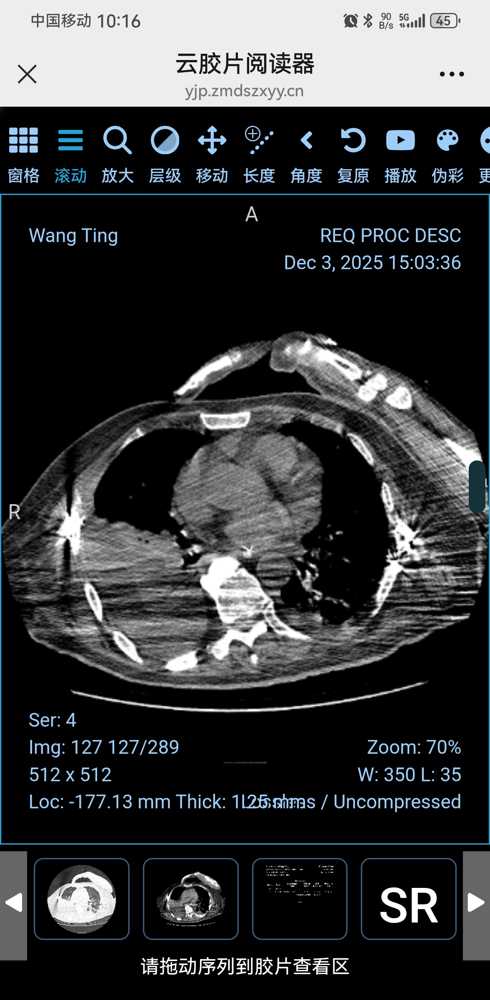 中国移动 10:16
90 B/s 5G 45
云胶片阅读器
yjp.zmdszxyy.cn
窗格 滚动 放大 层级 移动 长度 角度 复原 播放 伪彩
A
Wang Ting
REQ PROC DESC
Dec 3, 2025 15:03:36
R
Ser: 4
Img: 127 127/289
Zoom: 70%
512 x 512
W: 350 L: 35
Loc: -177.13 mm Thick: 1.25 mm
/ Uncompressed
SR
请拖动序列到胶片查看区